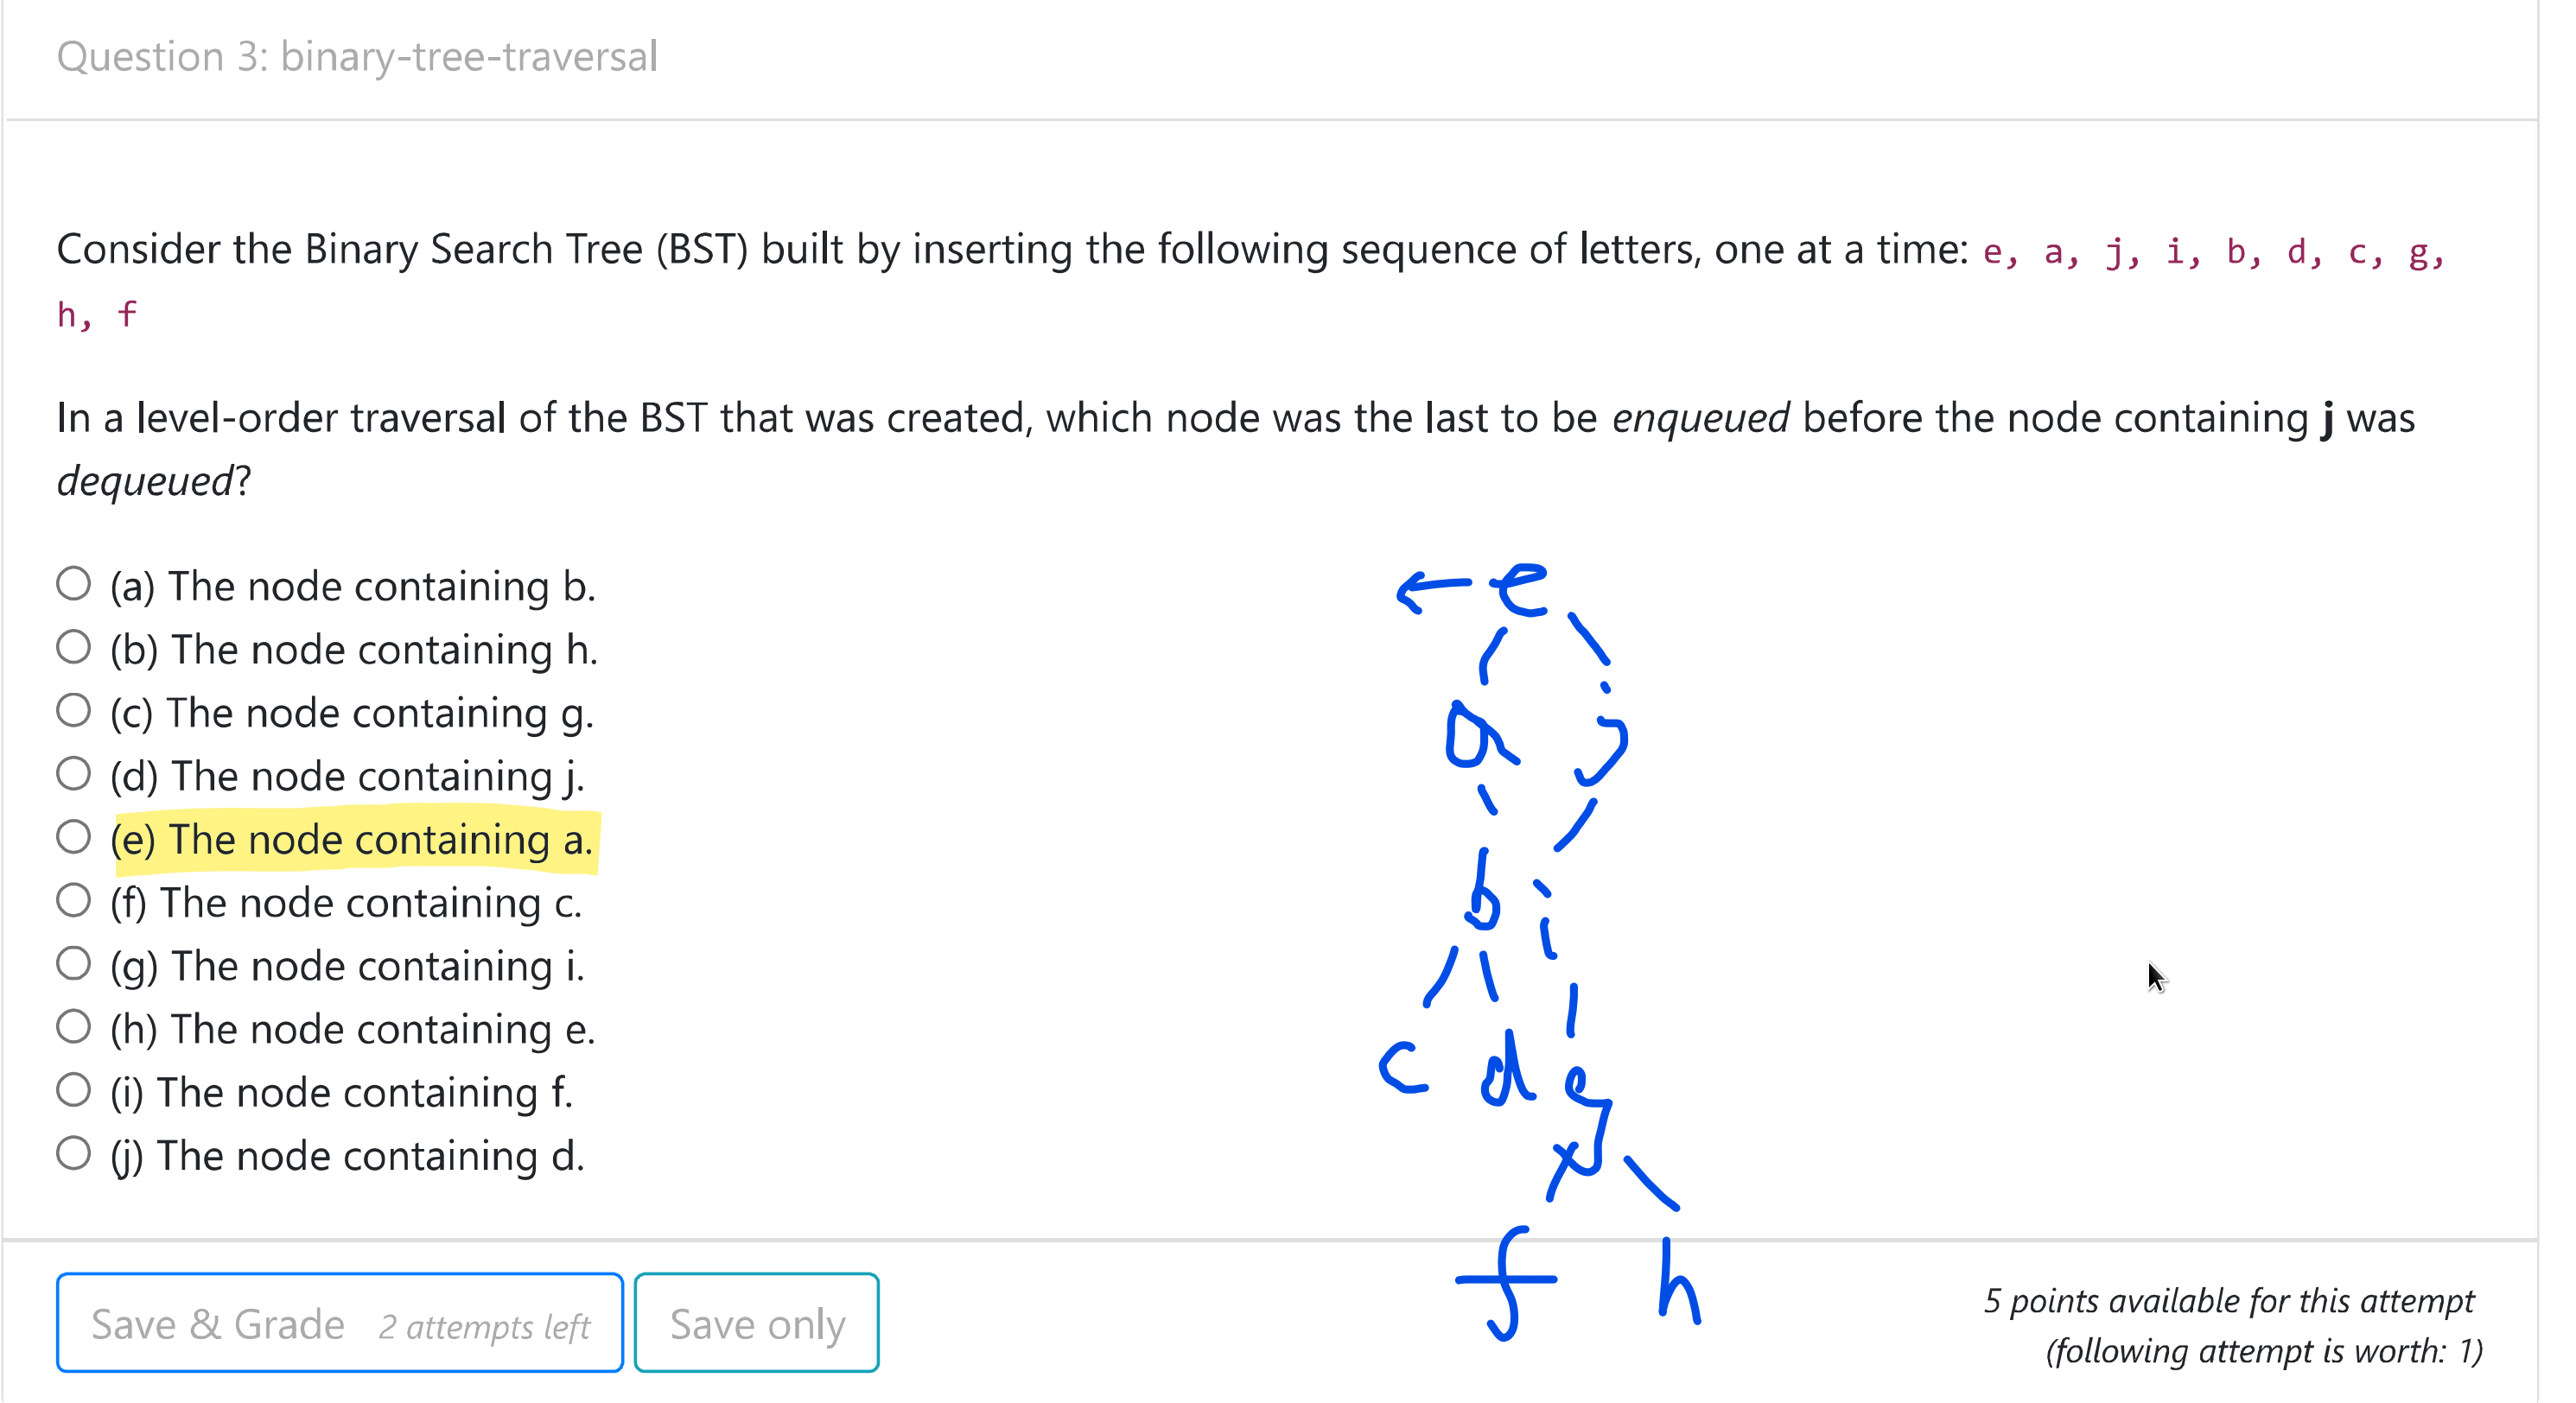 Question 3: binary-tree-traversal
Consider the Binary Search Tree (BST) built by inserting the following sequence of letters, one at a time: e, a, j, i, b, d, c, g,
h, f
In a level-order traversal of the BST that was created, which node was the last to be enqueued before the node containing j was
dequeued?
(a) The node containing b.
(b) The node containing h.
(c) The node containing g.
(d) The node containing j.
(e) The node containing a.
(f) The node containing c.
(g) The node containing i.
(h) The node containing e.
(i) The node containing f.
(j) The node containing d.
e
a j
b i
c d g
f h
Save & Grade 2 attempts left
Save only
5 points available for this attempt
(following attempt is worth: 1)